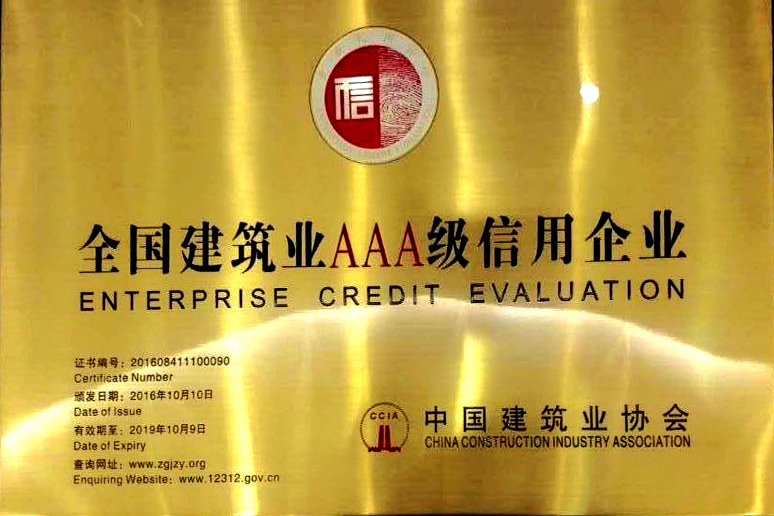 信
全国建筑业AAA级信用企业
ENTERPRISE CREDIT EVALUATION
证书编号：201608411100090
Certificate Number
颁发日期：2016年10月10日
Date of Issue
有效期至：2019年10月9日
Date of Expiry
查询网址：www.zgjzy.org
Enquiring Website：www.12312.gov.cn
CCIA
中国建筑业协会
CHINA CONSTRUCTION INDUSTRY ASSOCIATION